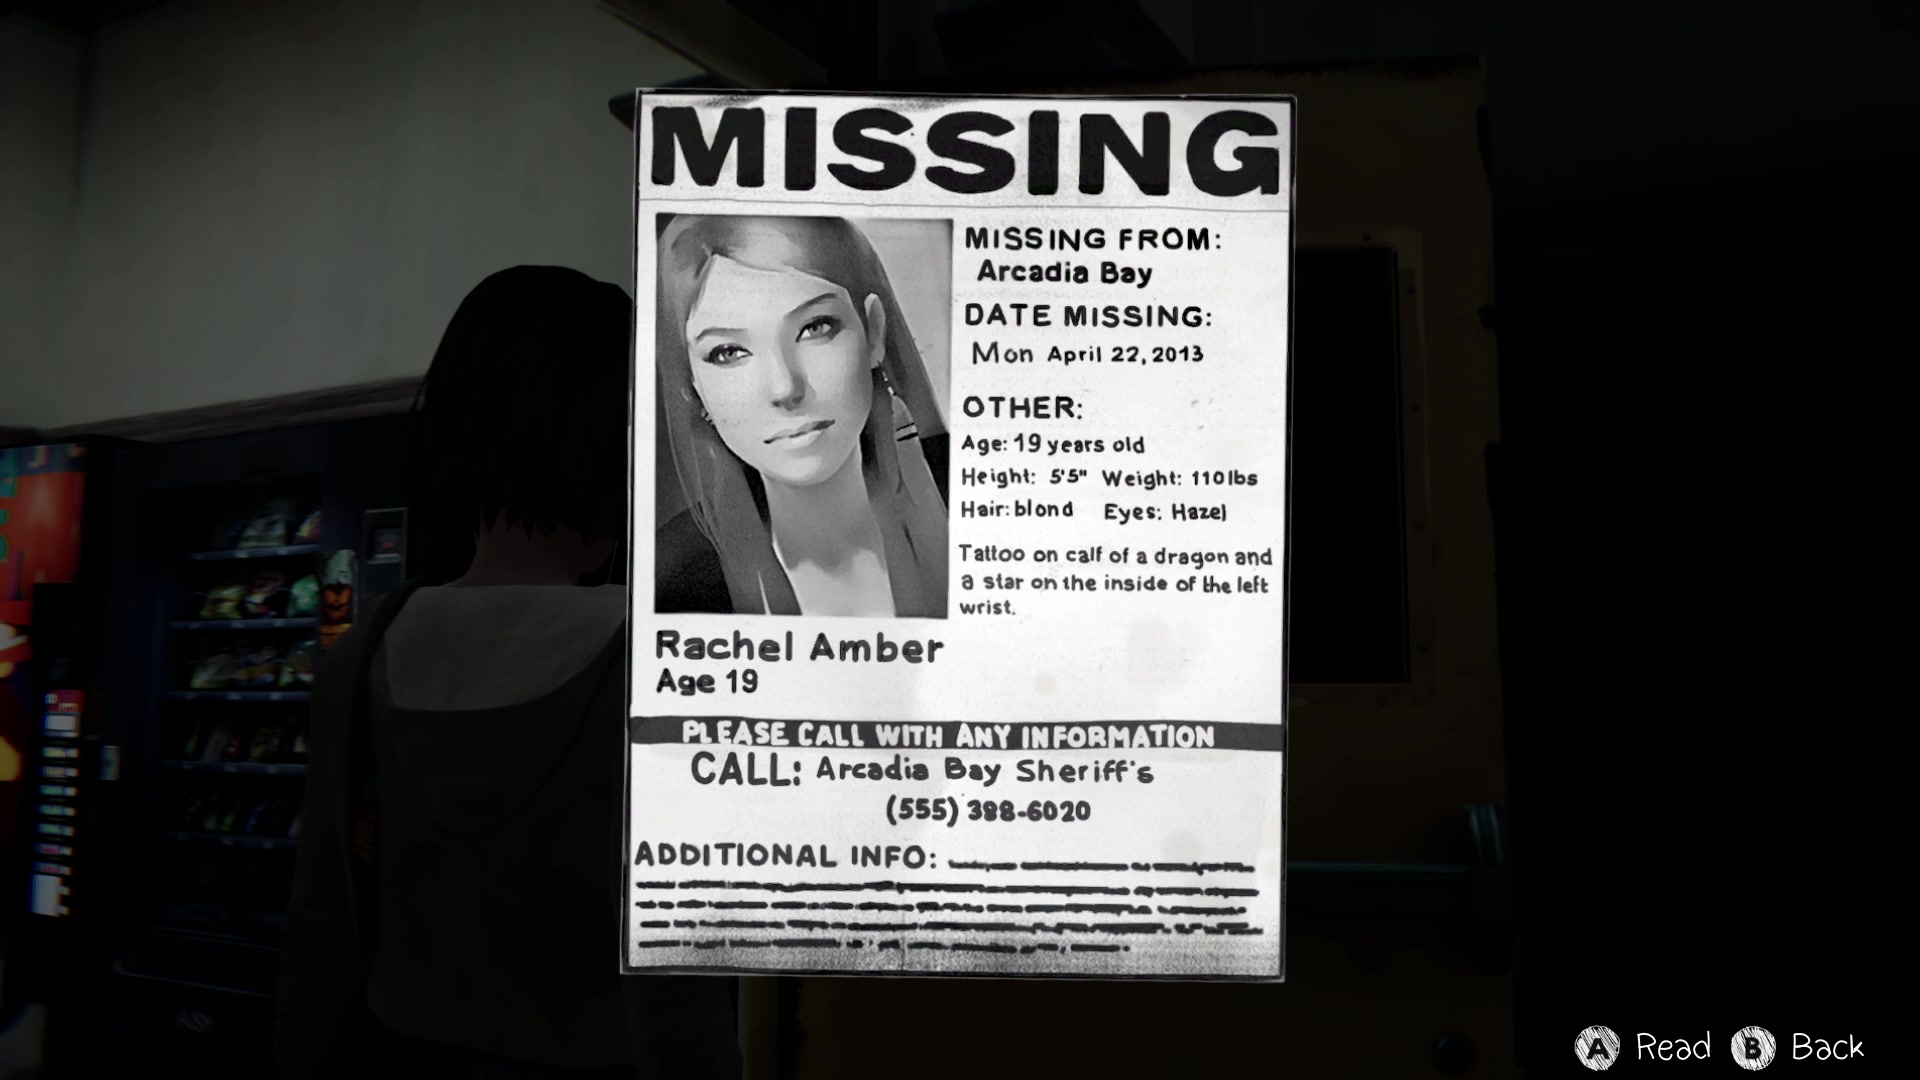 MISSING
MISSING FROM:
Arcadia Bay
DATE MISSING:
Mon April 22, 2013
OTHER:
Age: 19 years old
Height: 5'5" Weight: 110 lbs
Hair: blond Eyes: Hazel
Tattoo on calf of a dragon and
a star on the inside of the left
wrist.
Rachel Amber
Age 19
PLEASE CALL WITH ANY INFORMATION
CALL: Arcadia Bay Sheriff's
(555) 388-6020
ADDITIONAL INFO:
A Read B Back